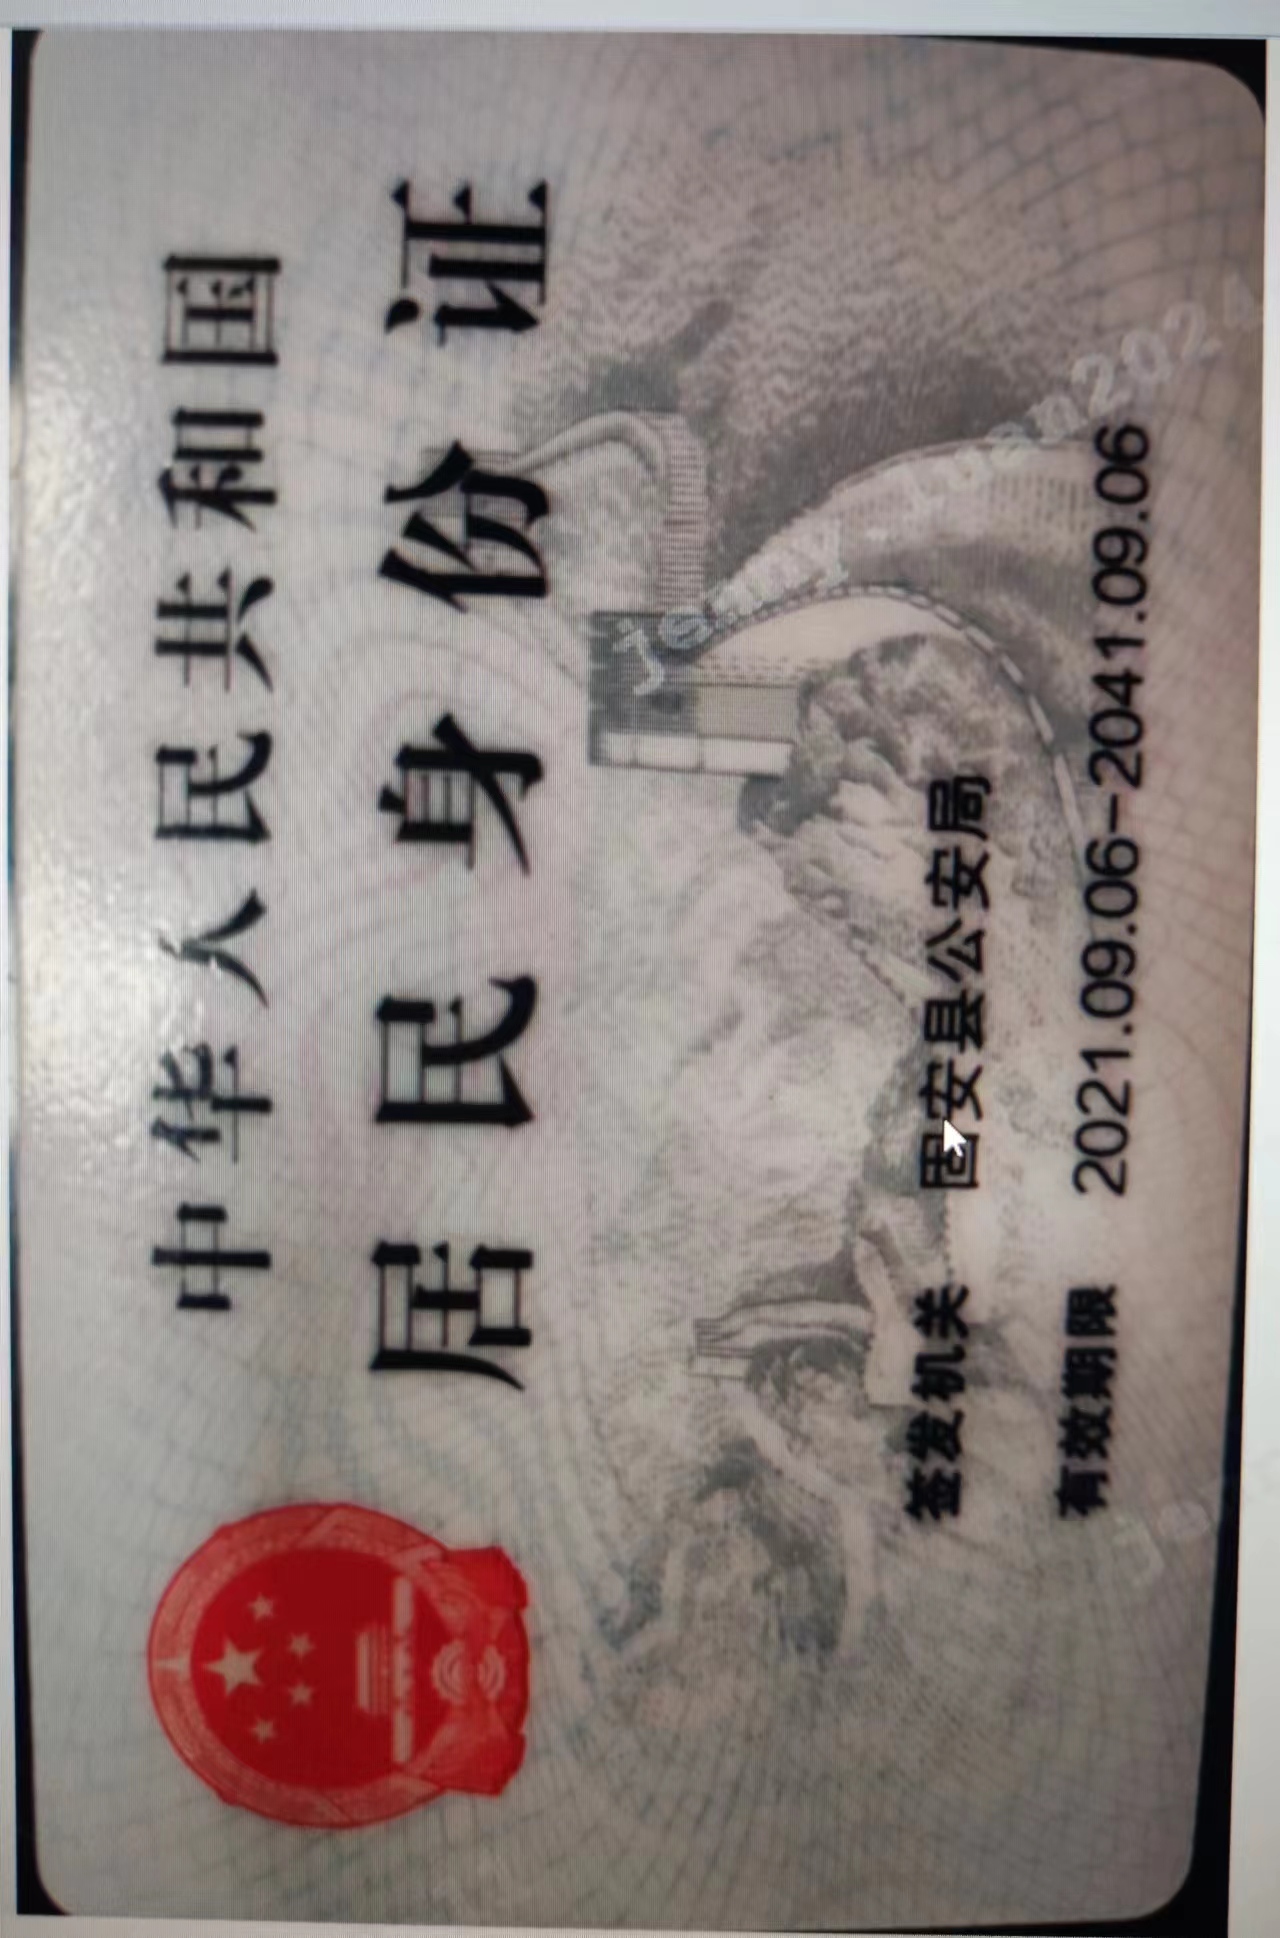 中华人民共和国
居民身份证
签发机关 固安县公安局
有效期限 2021.09.06-2041.09.06